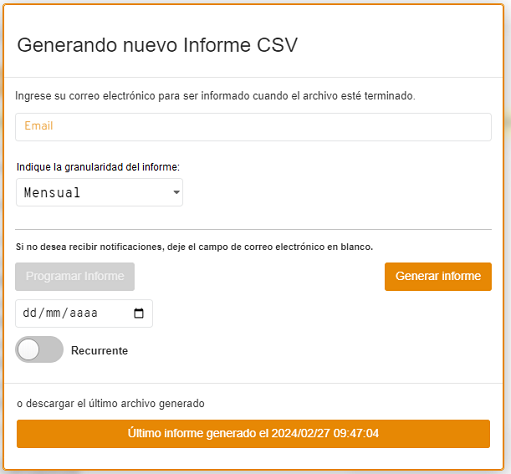 Generando nuevo Informe CSV
Ingrese su correo electrónico para ser informado cuando el archivo esté terminado.
Email
Indique la granularidad del informe:
Mensual
Si no desea recibir notificaciones, deje el campo de correo electrónico en blanco.
Programar Informe
Generar informe
dd/mm/aaaa
Recurrente
o descargar el último archivo generado
Último informe generado el 2024/02/27 09:47:04